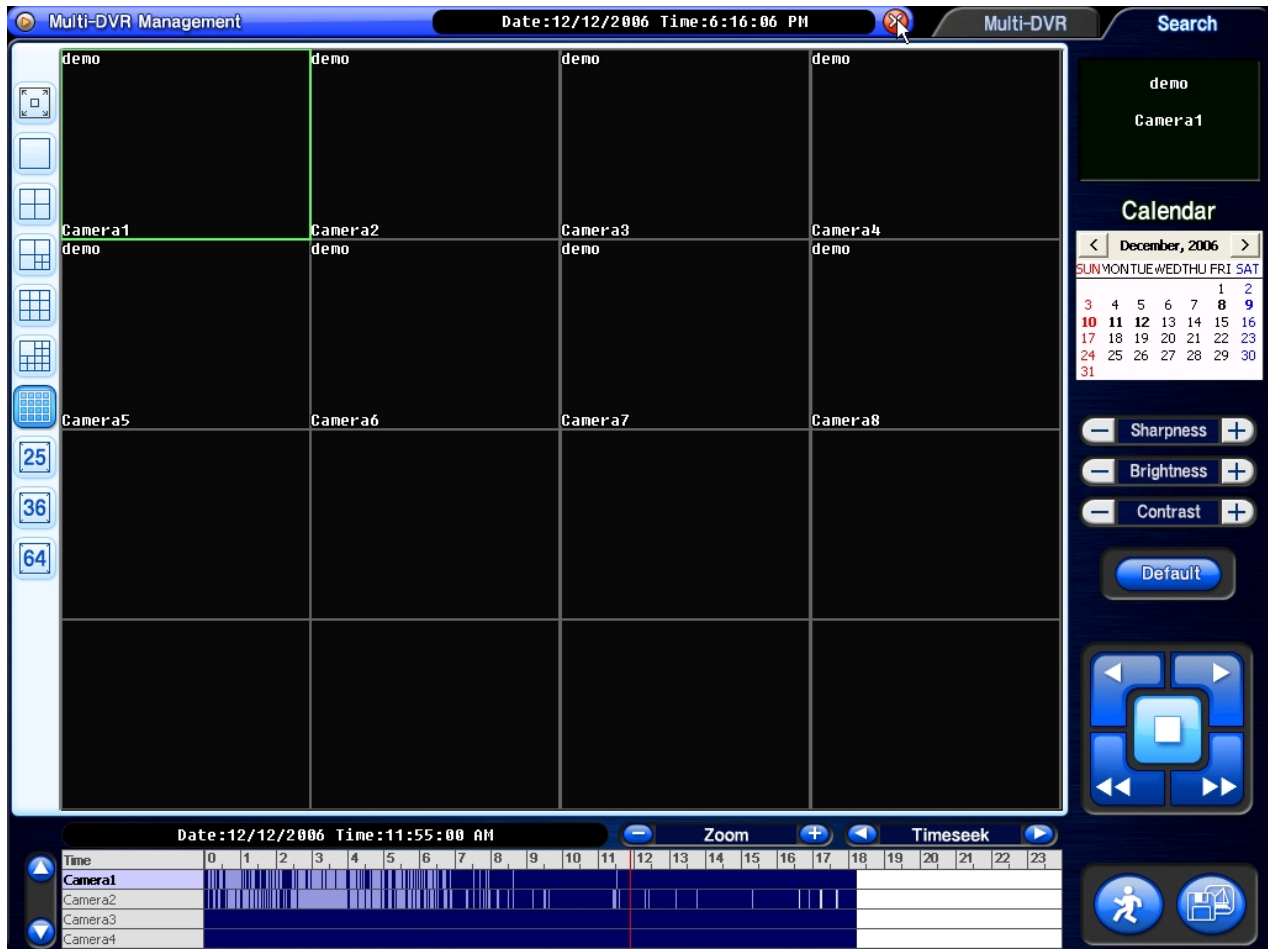 Multi-DVR Management
Date:12/12/2006 Time:6:16:06 PM
Multi-DVR
Search
demo demo demo demo
Camera1 Camera2 Camera3 Camera4
demo demo demo demo
Camera5 Camera6 Camera7 Camera8
25
36
64
demo
Camera1
Calendar
< December, 2006 >
SUN MON TUE WED THU FRI SAT
1 2
3 4 5 6 7 8 9
10 11 12 13 14 15 16
17 18 19 20 21 22 23
24 25 26 27 28 29 30
31
Sharpness
Brightness
Contrast
Default
Date:12/12/2006 Time:11:55:00 AM
Zoom
Timeseek
Time 0 1 2 3 4 5 6 7 8 9 10 11 12 13 14 15 16 17 18 19 20 21 22 23
Camera1
Camera2
Camera3
Camera4